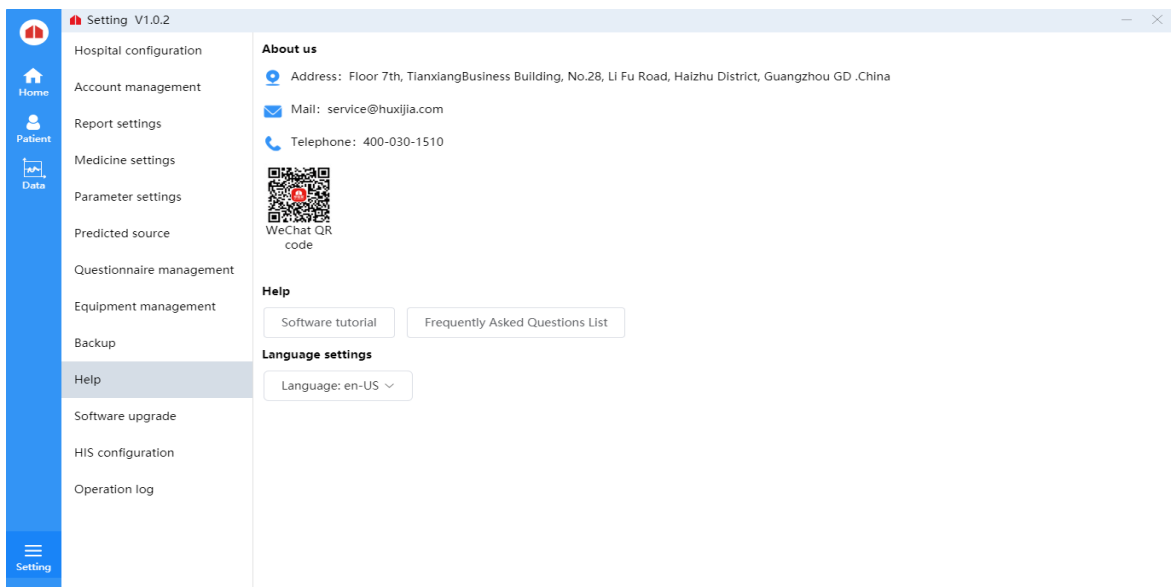 Setting V1.0.2
Home
Patient
Data
Setting
Hospital configuration
Account management
Report settings
Medicine settings
Parameter settings
Predicted source
Questionnaire management
Equipment management
Backup
Help
Software upgrade
HIS configuration
Operation log
About us
Address: Floor 7th, TianxiangBusiness Building, No.28, Li Fu Road, Haizhu District, Guangzhou GD .China
Mail: service@huxijia.com
Telephone: 400-030-1510
WeChat QR
code
Help
Software tutorial Frequently Asked Questions List
Language settings
Language: en-US